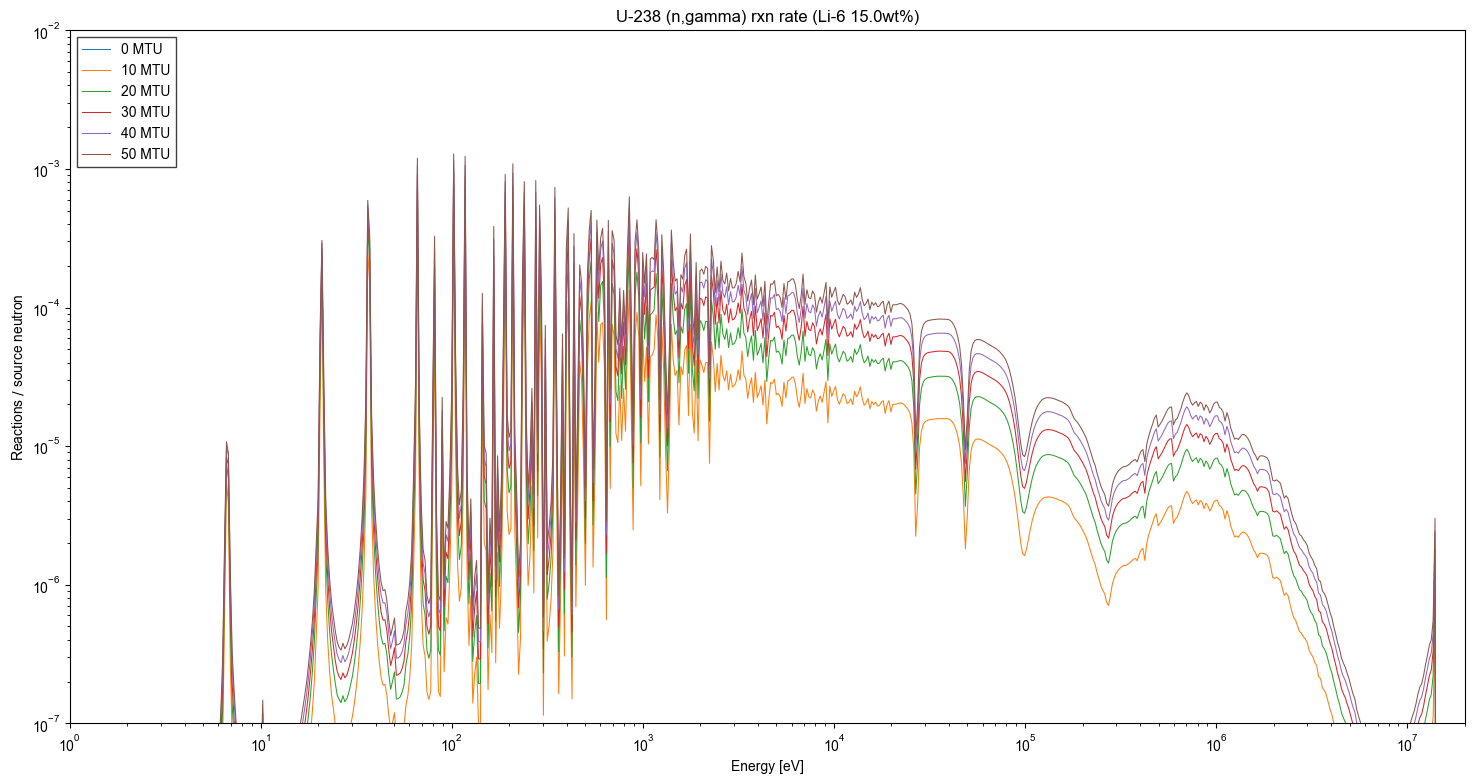 U-238 (n,gamma) rxn rate (Li-6 15.0wt%)
10⁻²
10⁻³
10⁻⁴
10⁻⁵
10⁻⁶
10⁻⁷
Reactions / source neutron
0 MTU
10 MTU
20 MTU
30 MTU
40 MTU
50 MTU
10⁰
10¹
10²
10³
10⁴
10⁵
10⁶
10⁷
Energy [eV]